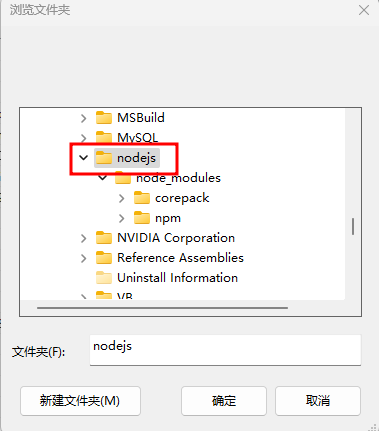 浏览文件夹
MSBuild
MySQL
nodejs
node_modules
corepack
npm
NVIDIA Corporation
Reference Assemblies
Uninstall Information
VB
文件夹(F):
nodejs
新建文件夹(M)
确定
取消